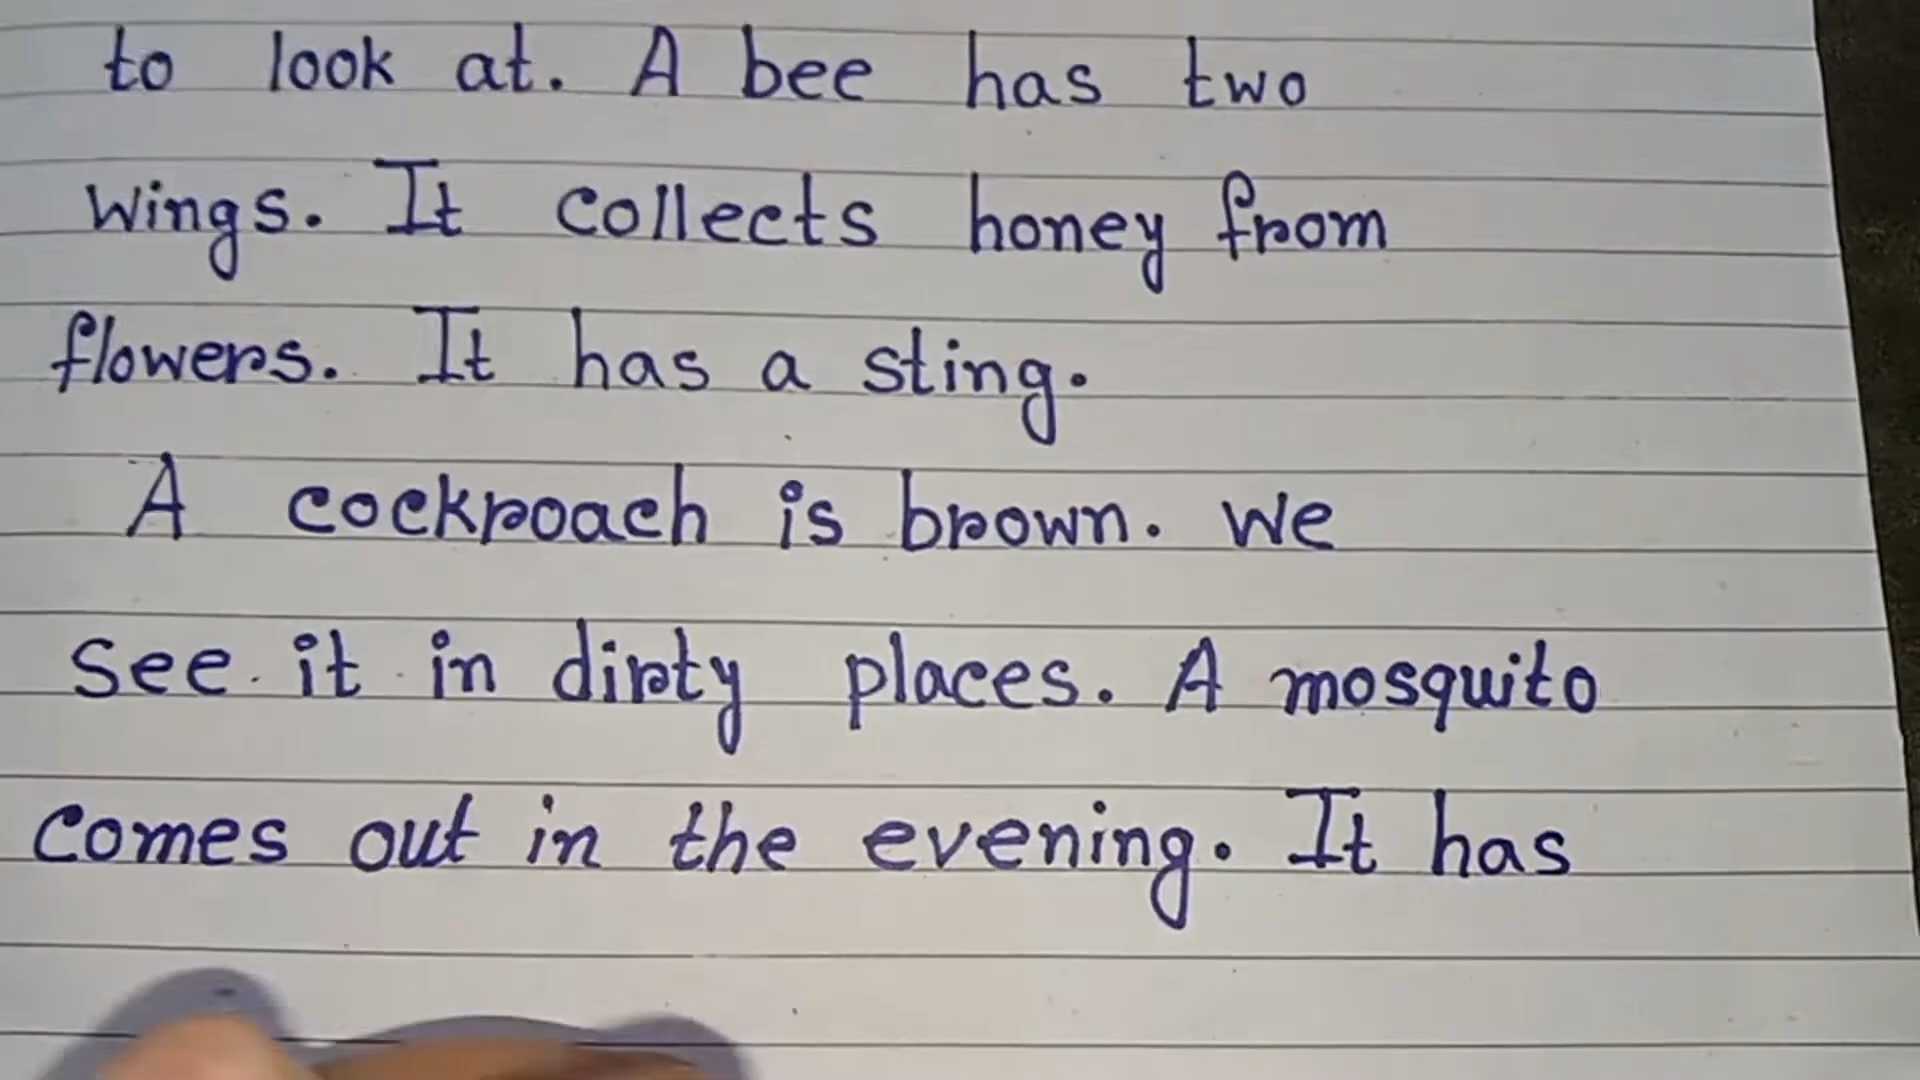 to look at. A bee has two
wings. It collects honey from
flowers. It has a sting.
A cockroach is brown. We
see it in dirty places. A mosquito
comes out in the evening. It has